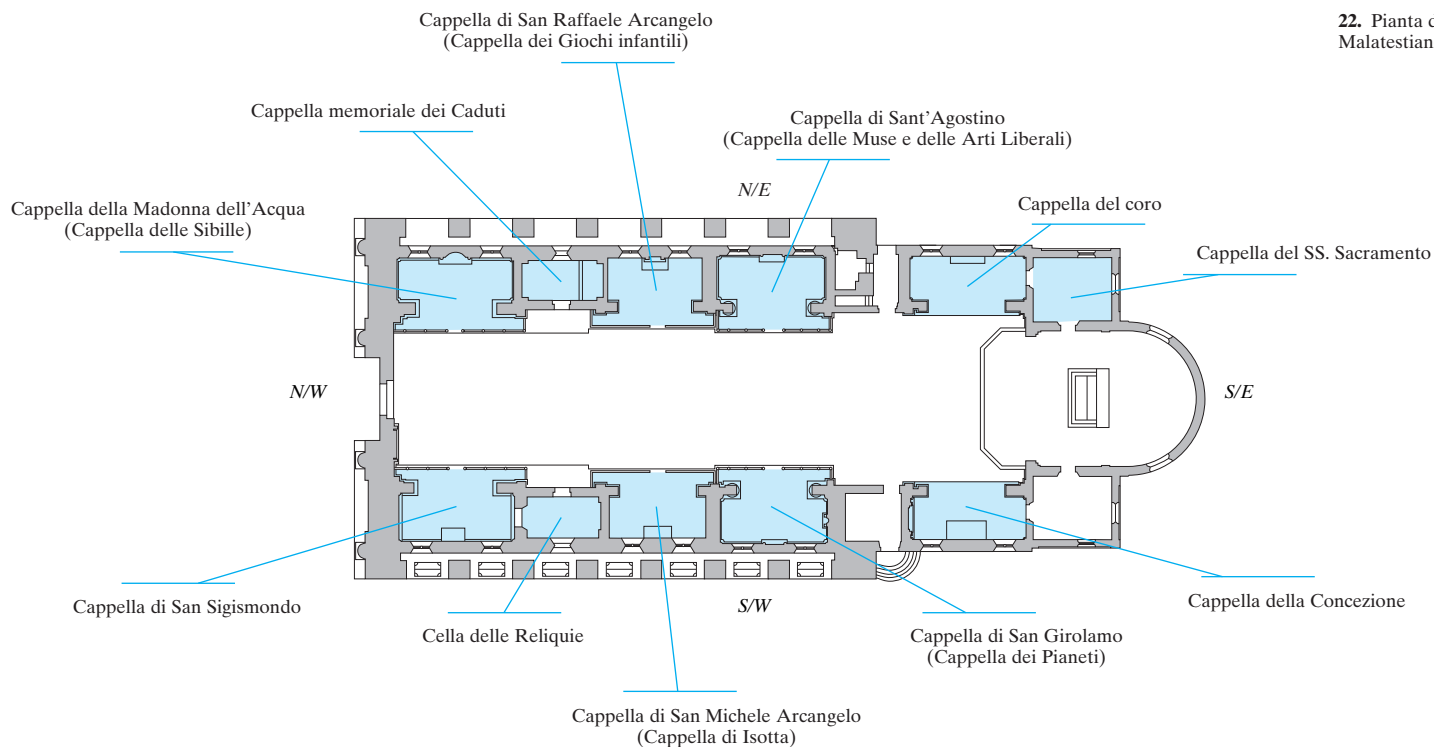 22. Pianta d
Malatestian
Cappella di San Raffaele Arcangelo
(Cappella dei Giochi infantili)
Cappella memoriale dei Caduti
Cappella di Sant'Agostino
(Cappella delle Muse e delle Arti Liberali)
N/E
Cappella della Madonna dell'Acqua
(Cappella delle Sibille)
Cappella del coro
Cappella del SS. Sacramento
N/W
S/E
Cappella di San Sigismondo
Cella delle Reliquie
S/W
Cappella della Concezione
Cappella di San Girolamo
(Cappella dei Pianeti)
Cappella di San Michele Arcangelo
(Cappella di Isotta)